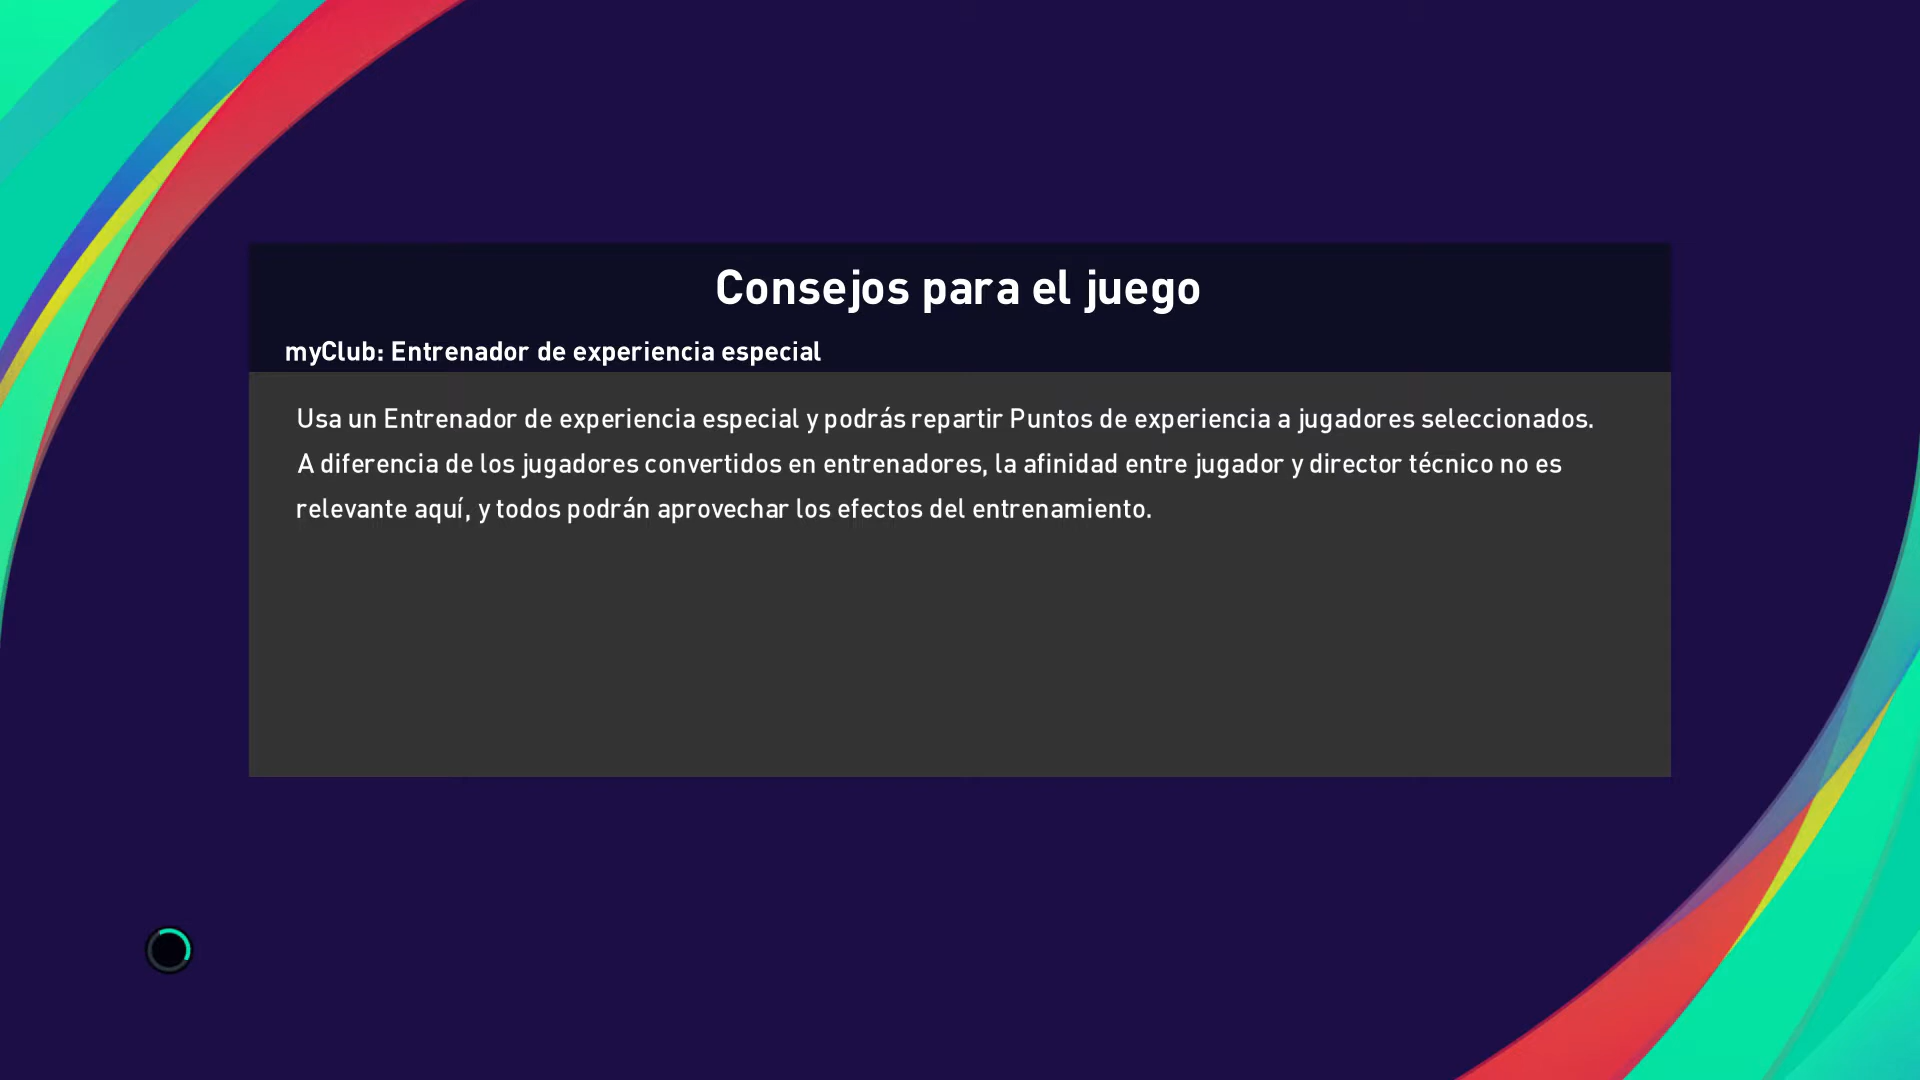 Consejos para el juego
myClub: Entrenador de experiencia especial
Usa un Entrenador de experiencia especial y podrás repartir Puntos de experiencia a jugadores seleccionados.
A diferencia de los jugadores convertidos en entrenadores, la afinidad entre jugador y director técnico no es
relevante aquí, y todos podrán aprovechar los efectos del entrenamiento.